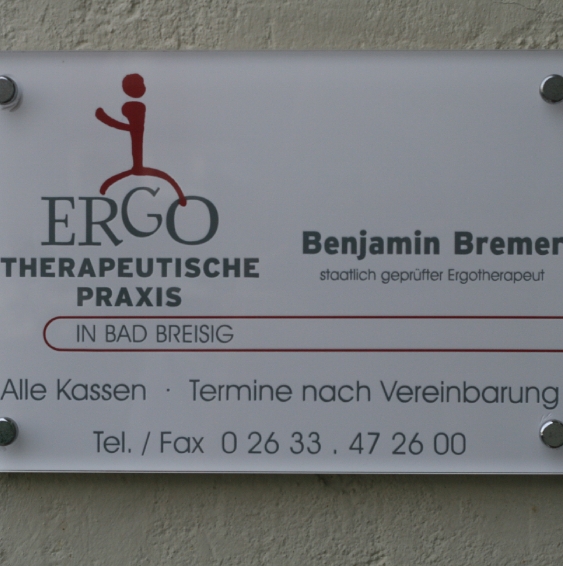 ERGO
THERAPEUTISCHE
PRAXIS
Benjamin Bremer
staatlich geprüfter Ergotherapeut
IN BAD BREISIG
Alle Kassen · Termine nach Vereinbarung
Tel. / Fax 0 26 33 . 47 26 00